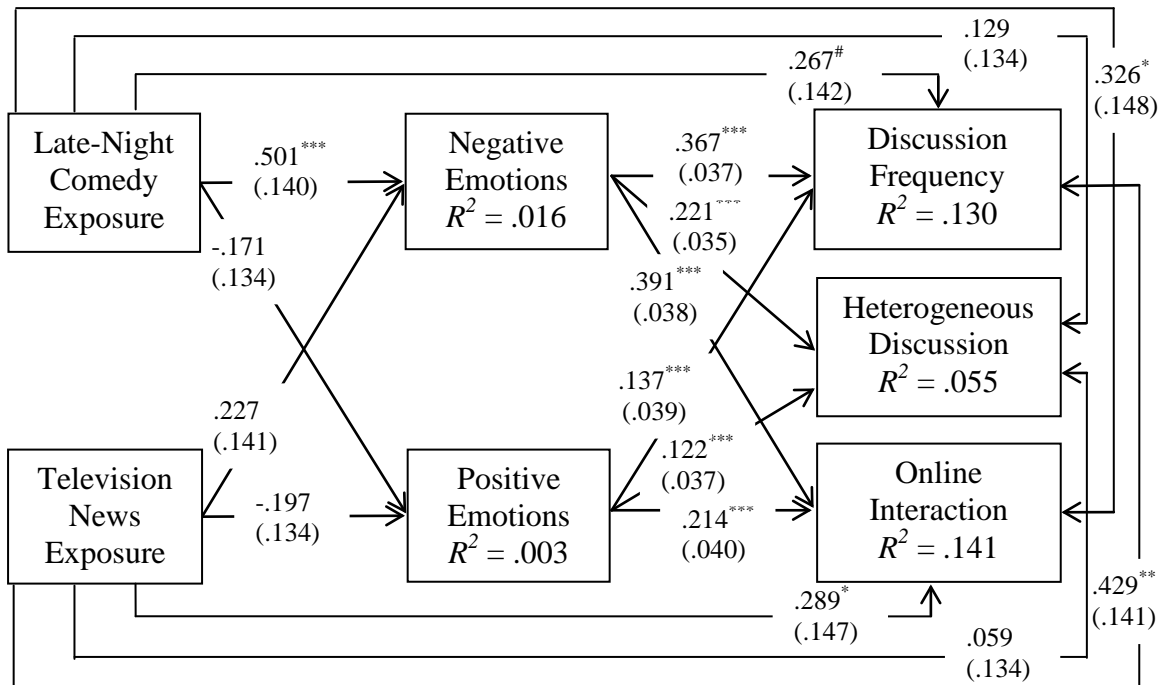 .129
(.134)
.267#
(.142)
.326*
(.148)
Late-Night
Comedy
Exposure
.501***
(.140)
Negative
Emotions
R² = .016
.367***
(.037)
Discussion
Frequency
R² = .130
.221***
(.035)
-.171
(.134)
.391***
(.038)
Heterogeneous
Discussion
R² = .055
.137***
(.039)
.227
(.141)
.122***
(.037)
Television
News
Exposure
-.197
(.134)
Positive
Emotions
R² = .003
.214***
(.040)
Online
Interaction
R² = .141
.289*
(.147)
.429**
(.141)
.059
(.134)